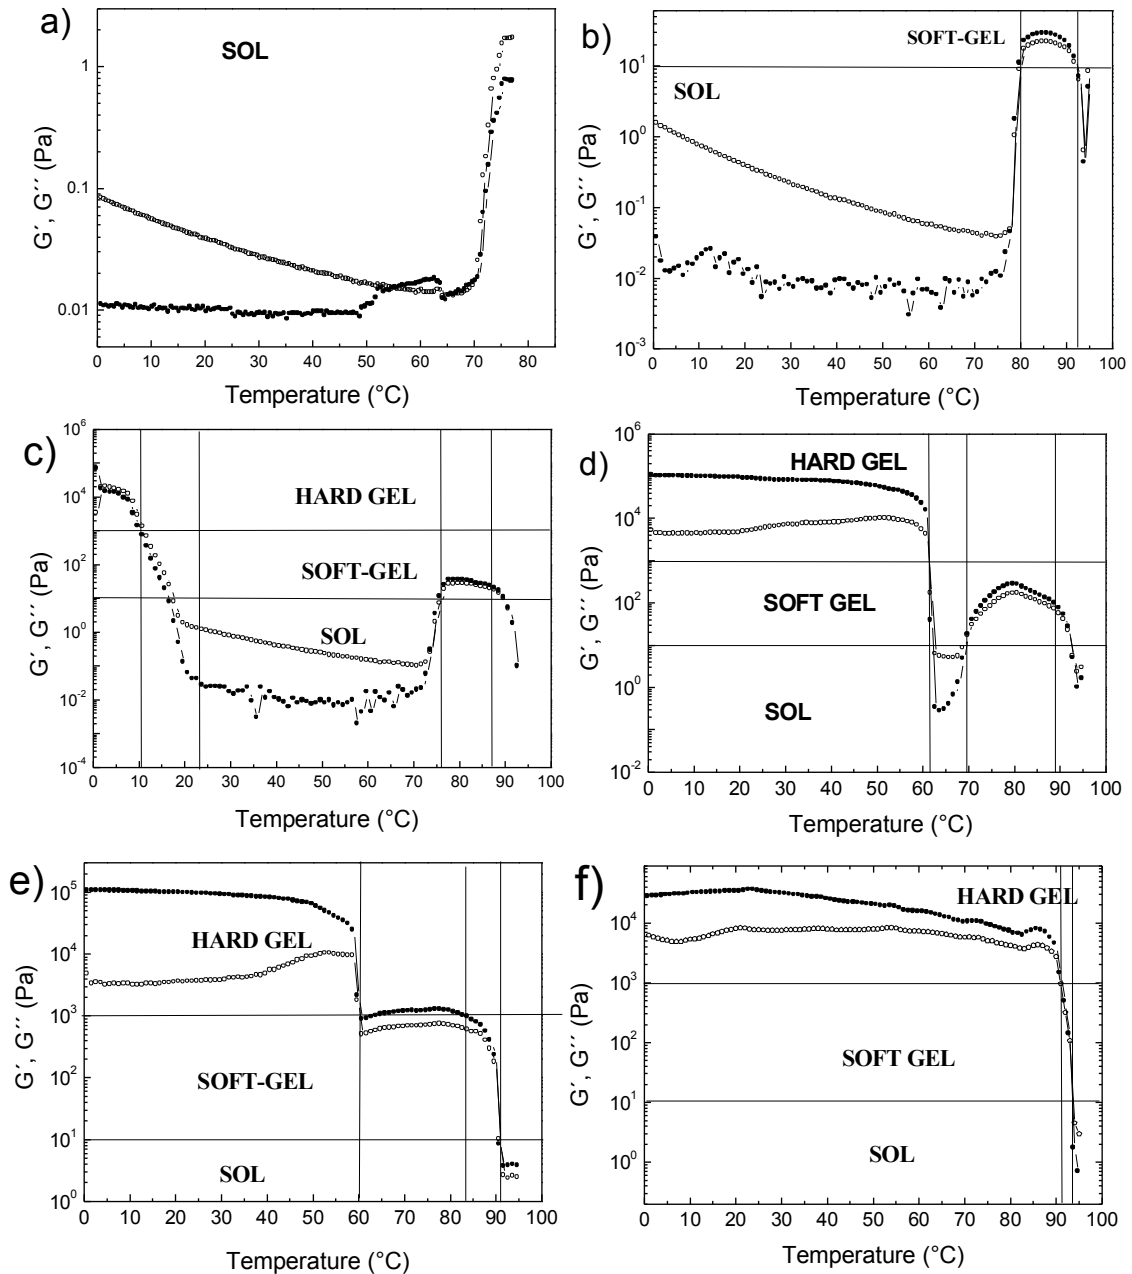 a)
SOL
G´, G´´ (Pa)
1
0.1
0.01
0 10 20 30 40 50 60 70 80
Temperature (°C)
b)
SOFT-GEL
SOL
G´, G´´ (Pa)
10^1
10^0
10^-1
10^-2
10^-3
0 10 20 30 40 50 60 70 80 90 100
Temperature (°C)
c)
HARD GEL
SOFT-GEL
SOL
G´, G´´ (Pa)
10^6
10^4
10^2
10^0
10^-2
10^-4
0 10 20 30 40 50 60 70 80 90 100
Temperature (°C)
d)
HARD GEL
SOFT GEL
SOL
G´, G´´ (Pa)
10^6
10^4
10^2
10^0
10^-2
0 10 20 30 40 50 60 70 80 90 100
Temperature (°C)
e)
HARD GEL
SOFT-GEL
SOL
G´, G´´ (Pa)
10^5
10^4
10^3
10^2
10^1
10^0
0 10 20 30 40 50 60 70 80 90 100
Temperature (°C)
f)
HARD GEL
SOFT GEL
SOL
G´, G´´ (Pa)
10^4
10^3
10^2
10^1
10^0
0 10 20 30 40 50 60 70 80 90 100
Temperature (°C)